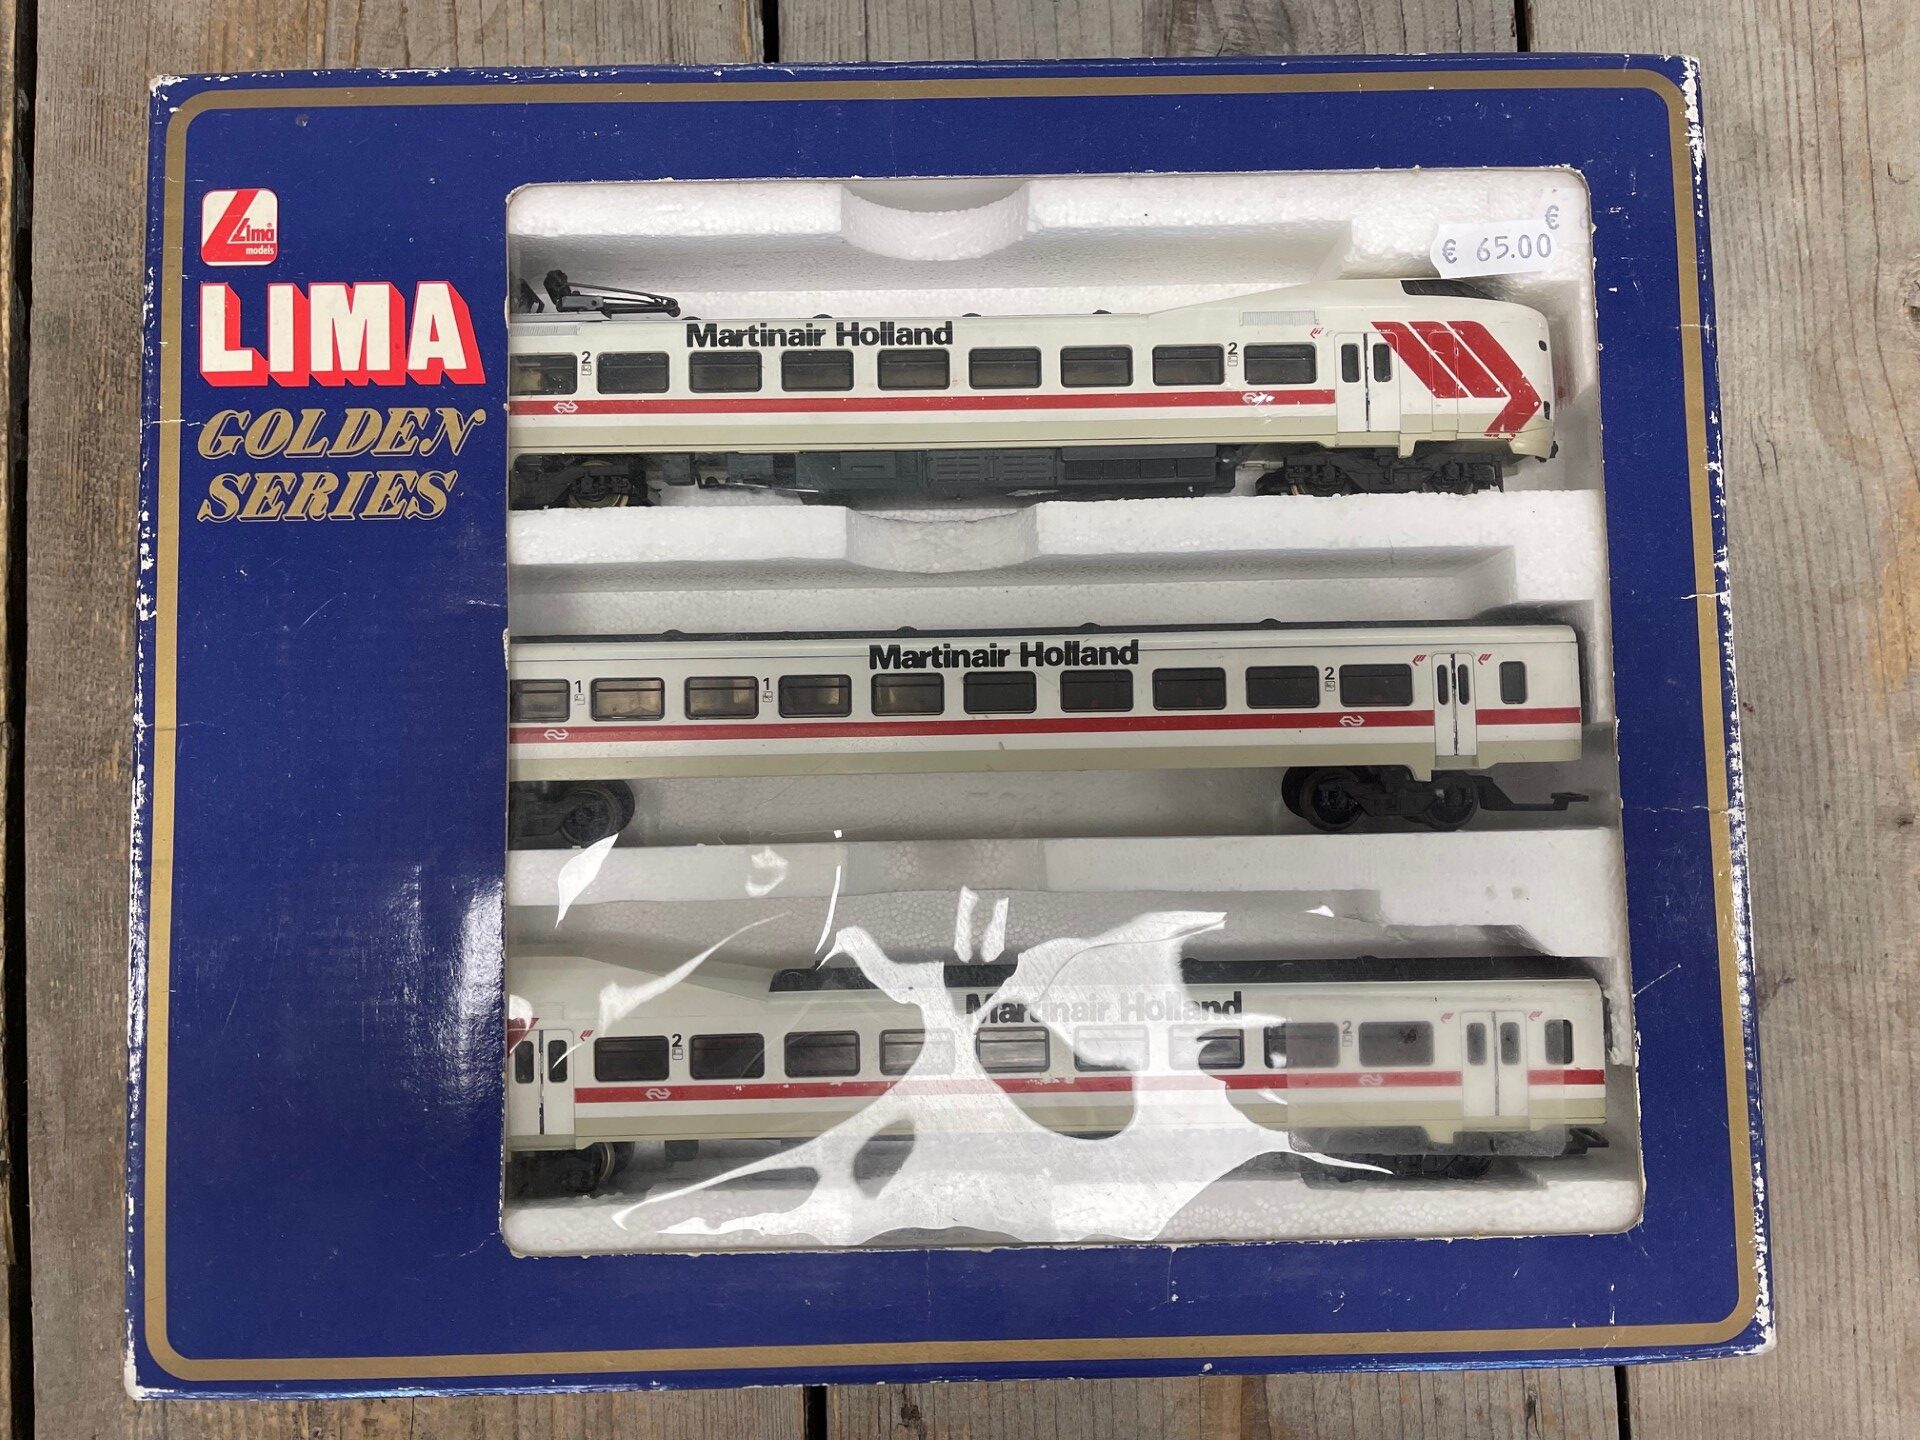 Lima
models
LIMA
GOLDEN
SERIES
€
€ 65.00
Martinair Holland
2
2
Martinair Holland
1
1
2
Martinair Holland
2
2